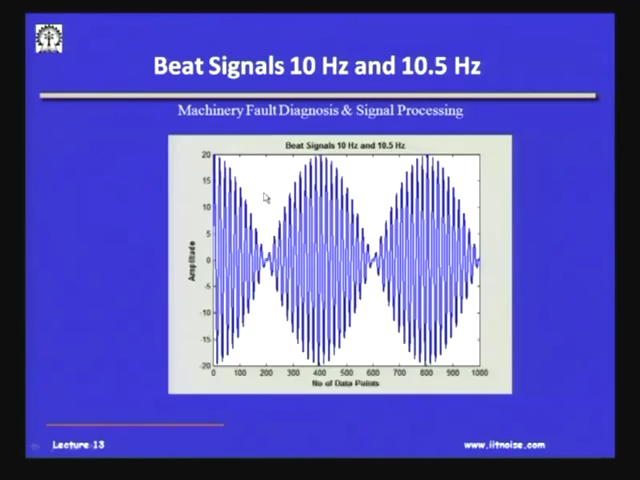 Beat Signals 10 Hz and 10.5 Hz
Machinery Fault Diagnosis & Signal Processing
Beat Signals 10 Hz and 10.5 Hz
20
15
10
5
0
-5
-10
-15
-20
Amplitude
0 100 200 300 400 500 600 700 800 900 1000
No of Data Points
Lecture 13
www.iitnoise.com